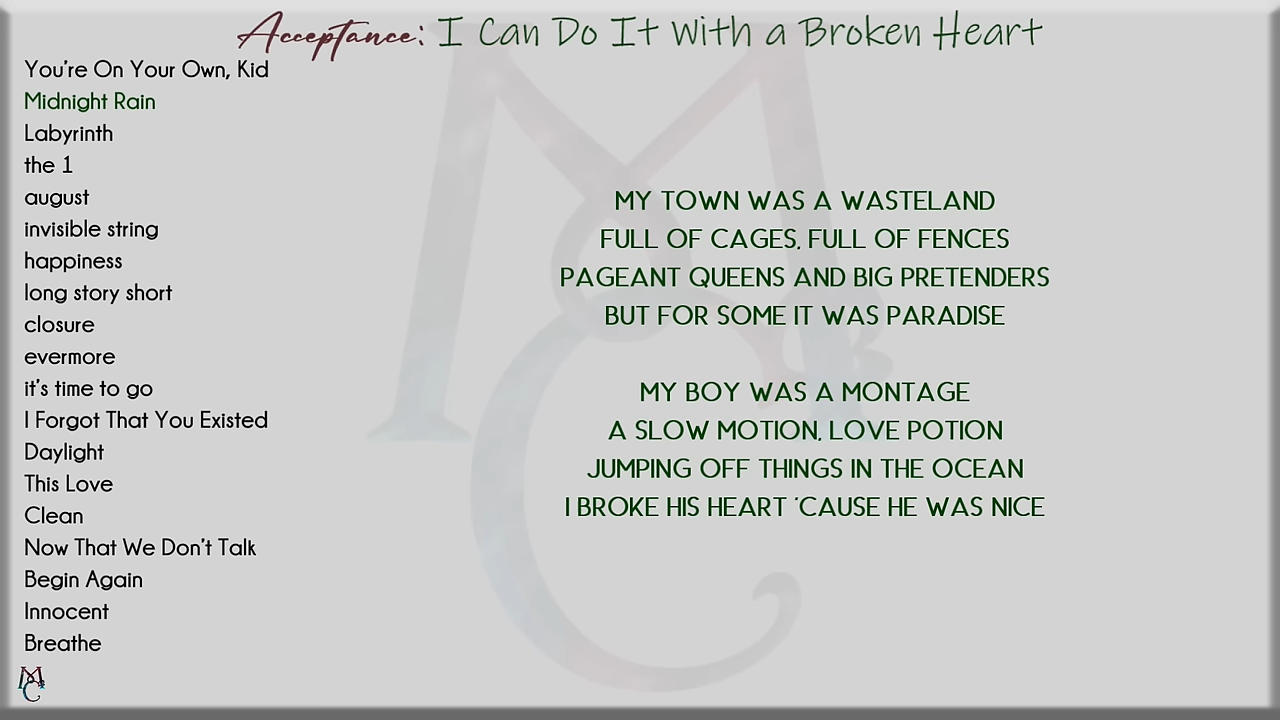 Acceptance: I Can Do It With a Broken Heart
You're On Your Own, Kid
Midnight Rain
Labyrinth
the 1
august
invisible string
happiness
long story short
closure
evermore
it's time to go
I Forgot That You Existed
Daylight
This Love
Clean
Now That We Don't Talk
Begin Again
Innocent
Breathe
MC
MY TOWN WAS A WASTELAND
FULL OF CAGES, FULL OF FENCES
PAGEANT QUEENS AND BIG PRETENDERS
BUT FOR SOME IT WAS PARADISE
MY BOY WAS A MONTAGE
A SLOW MOTION, LOVE POTION
JUMPING OFF THINGS IN THE OCEAN
I BROKE HIS HEART 'CAUSE HE WAS NICE